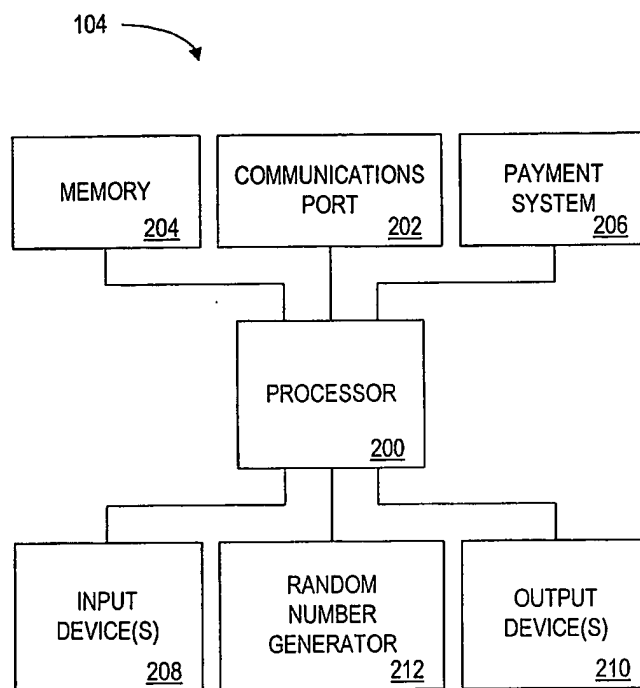 104
MEMORY
204
COMMUNICATIONS
PORT
202
PAYMENT
SYSTEM
206
PROCESSOR
200
INPUT
DEVICE(S)
208
RANDOM
NUMBER
GENERATOR
212
OUTPUT
DEVICE(S)
210